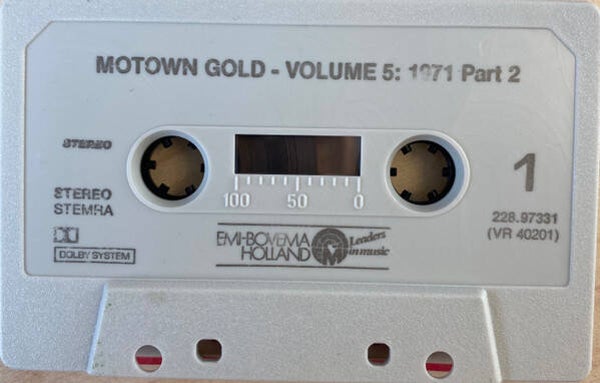 MOTOWN GOLD - VOLUME 5: 1971 Part 2
STEREO
STEREO
STEMRA
DOLBY SYSTEM
100 50 0
1
228.97331
(VR 40201)
EMI-BOVEMA
HOLLAND
Leaders
in music